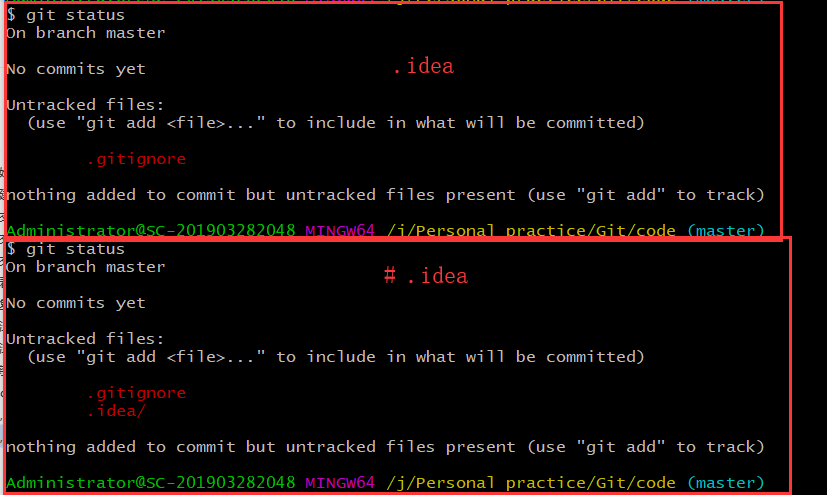 $ git status
On branch master
No commits yet
.idea
Untracked files:
(use "git add <file>..." to include in what will be committed)
.gitignore
nothing added to commit but untracked files present (use "git add" to track)
Administrator@SC-201903282048 MINGW64 /j/Personal practice/Git/code (master)
$ git status
On branch master
# .idea
No commits yet
Untracked files:
(use "git add <file>..." to include in what will be committed)
.gitignore
.idea/
nothing added to commit but untracked files present (use "git add" to track)
Administrator@SC-201903282048 MINGW64 /j/Personal practice/Git/code (master)